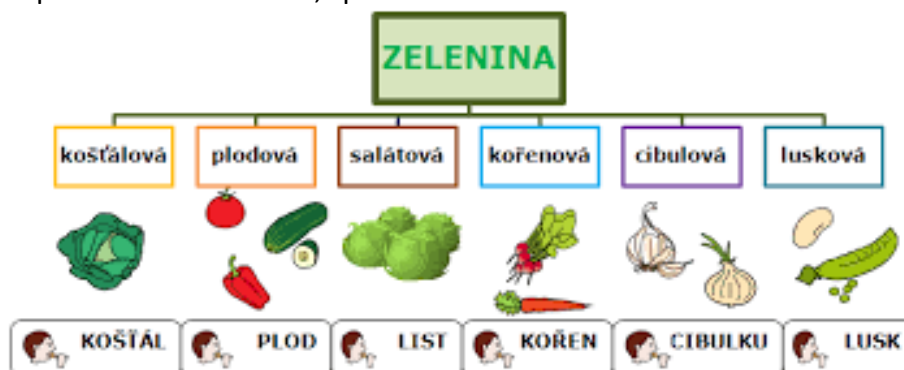 ZELENINA
košťálová plodová salátová kořenová cibulová lusková
KOŠŤÁL PLOD LIST KOŘEN CIBULKU LUSK